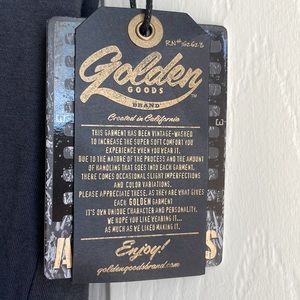 Golden
GOODS
BRAND
Created in California
THIS GARMENT HAS BEEN VINTAGE-WASHED
TO INCREASE THE SUPER SOFT COMFORT YOU
EXPERIENCE WHEN YOU WEAR IT.
DUE TO THE NATURE OF THE PROCESS AND THE AMOUNT
OF HANDLING THAT GOES INTO EACH GARMENT,
THERE COMES OCCASIONAL SLIGHT IMPERFECTIONS
AND COLOR VARIATIONS.
PLEASE APPRECIATE THESE, AS THEY ARE WHAT GIVES
EACH GOLDEN GARMENT
IT'S OWN UNIQUE CHARACTER AND PERSONALITY.
WE HOPE YOU LIKE WEARING IT...
AS MUCH AS WE LIKED MAKING IT.
Enjoy!
goldengoodsbrand.com